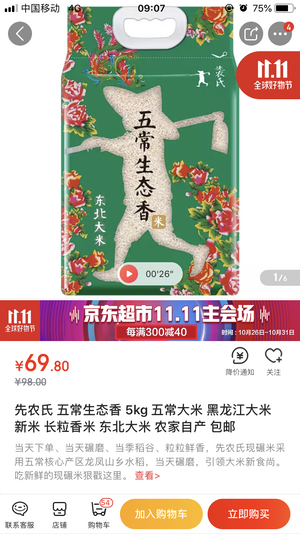 中国移动 4G 09:07 75%
4
11.11
全球好物节
先农氏
五常生态香
米
东北大米
00'26"
1/6
11.11
全球好物节
京东超市11.11主会场
每满300减40
时间:10月26日-10月31日
¥69.80
¥98.00
降价通知
关注
先农氏 五常生态香 5kg 五常大米 黑龙江大米
新米 长粒香米 东北大米 农家自产 包邮
当天下单、当天碾磨、当季稻谷、粒粒鲜香，先农氏现碾米采
用五常核心产区龙凤山乡水稻，当天碾磨，引领大米新食尚。
吃新鲜的现碾米狠戳这里。 查看>
联系客服
店铺
54
购物车
加入购物车
立即购买